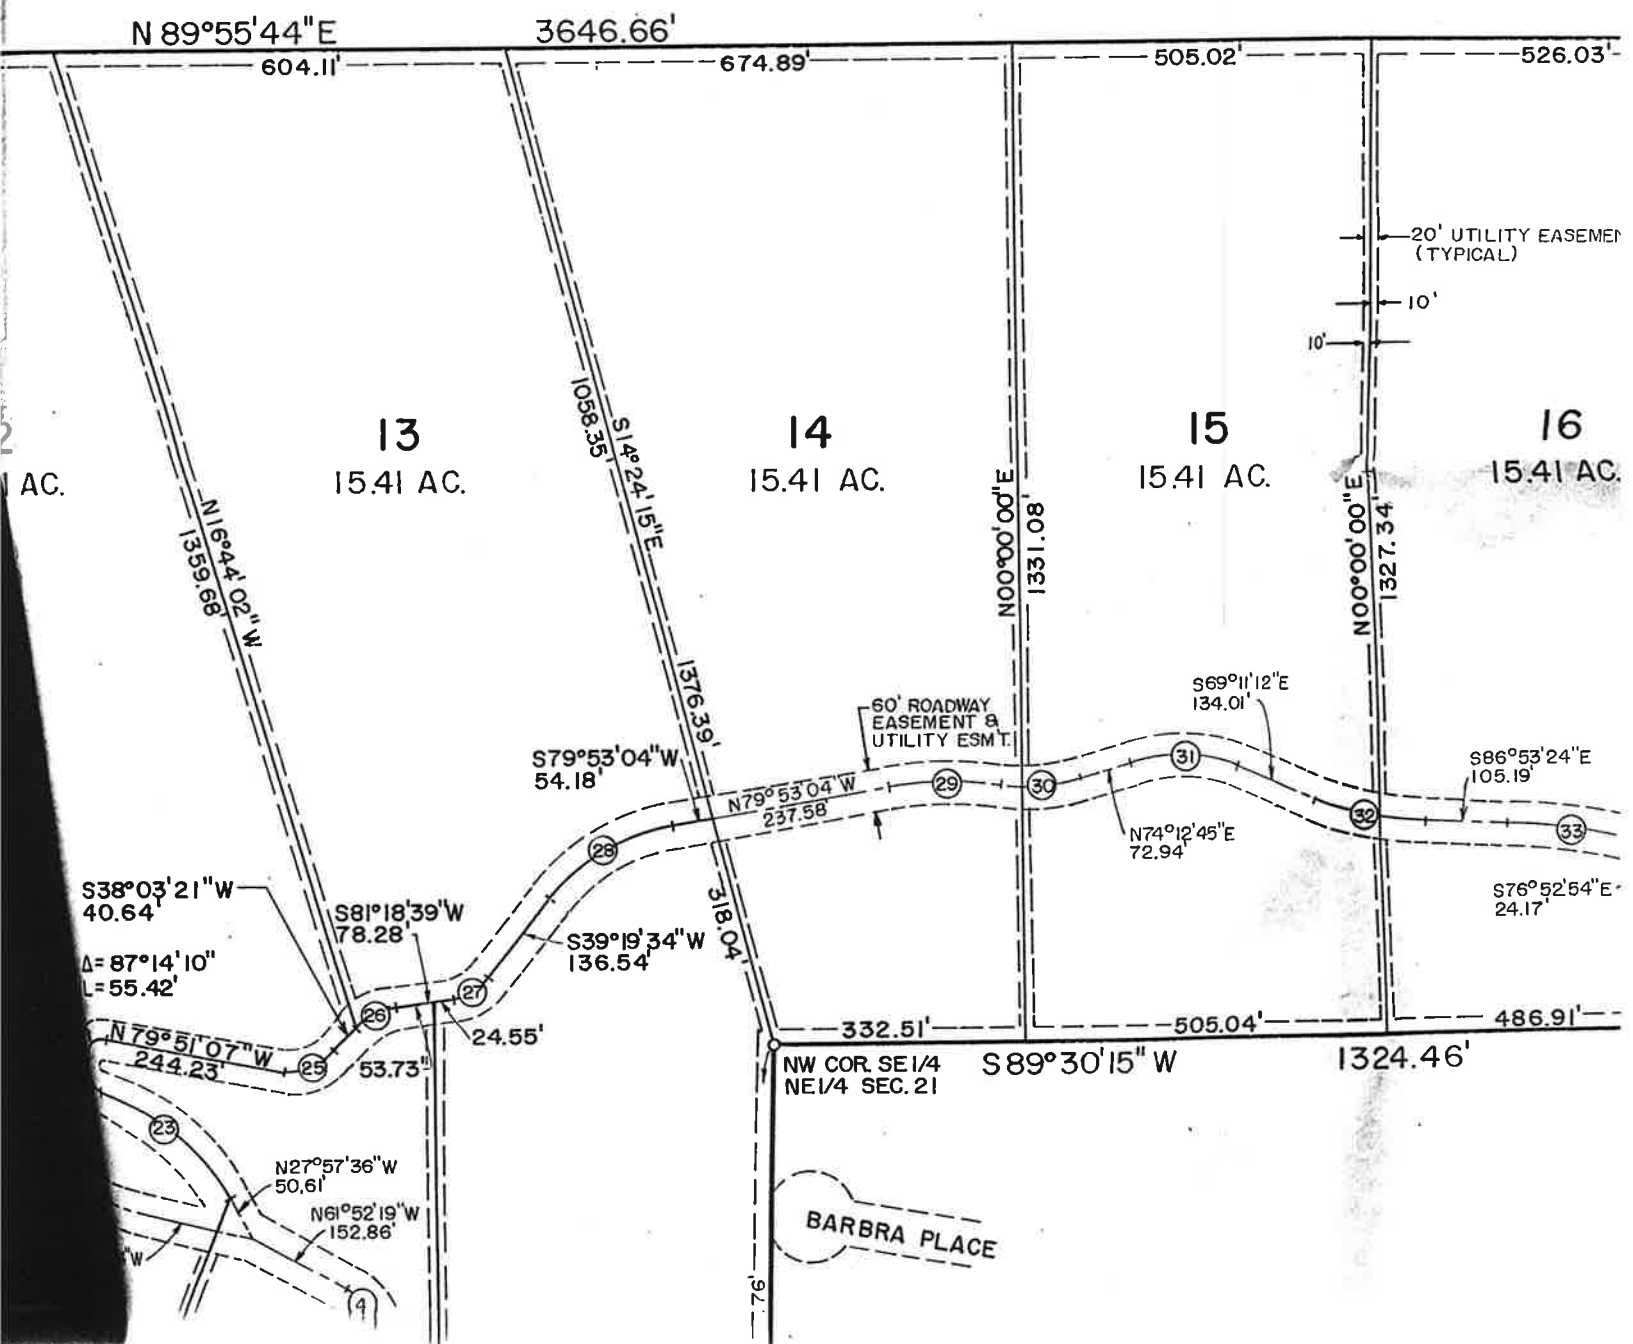 N 89°55'44"E 3646.66'
604.11' 674.89' 505.02' 526.03'
20' UTILITY
(TYPICAL)
10'
10'
13 14 15 16
15.41 AC. 15.41 AC. 15.41 AC. 15.41 AC.
AC.
N16°44'02"W
1359.68'
1058.35'
S14°24'15"E
1376.39'
N00°00'00"E
1331.08'
N00°00'00"E
1327.34'
60' ROADWAY
EASEMENT &
UTILITY ESMT.
S69°11'12"E
134.01'
S79°53'04"W
54.18'
N79°53'04"W
237.58'
29 30 31 32 33
N74°12'45"E
72.94'
S86°53'24"E
105.19'
S76°52'54"E
24.17'
28
S38°03'21"W
40.64'
S81°18'39"W
78.28'
S39°19'34"W
136.54'
318.04'
Δ=87°14'10"
L=55.42'
27
26
25
N 79°51'07"W
244.23'
53.73"
24.55'
332.51' 505.04' 486.91'
NW COR. SE1/4
NE1/4 SEC. 21
S89°30'15"W 1324.46'
23
N27°57'36"W
50.61'
N61°52'19"W
152.86'
"W
4
.76'
BARBRA PLACE